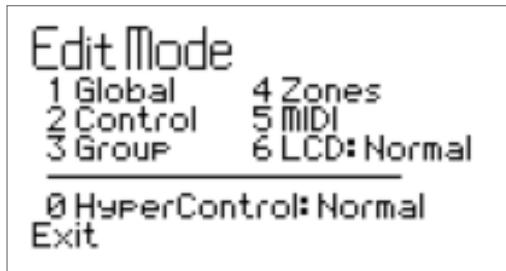 Edit Mode
1 Global 4 Zones
2 Control 5 MIDI
3 Group 6 LCD: Normal
0 HyperControl: Normal
Exit